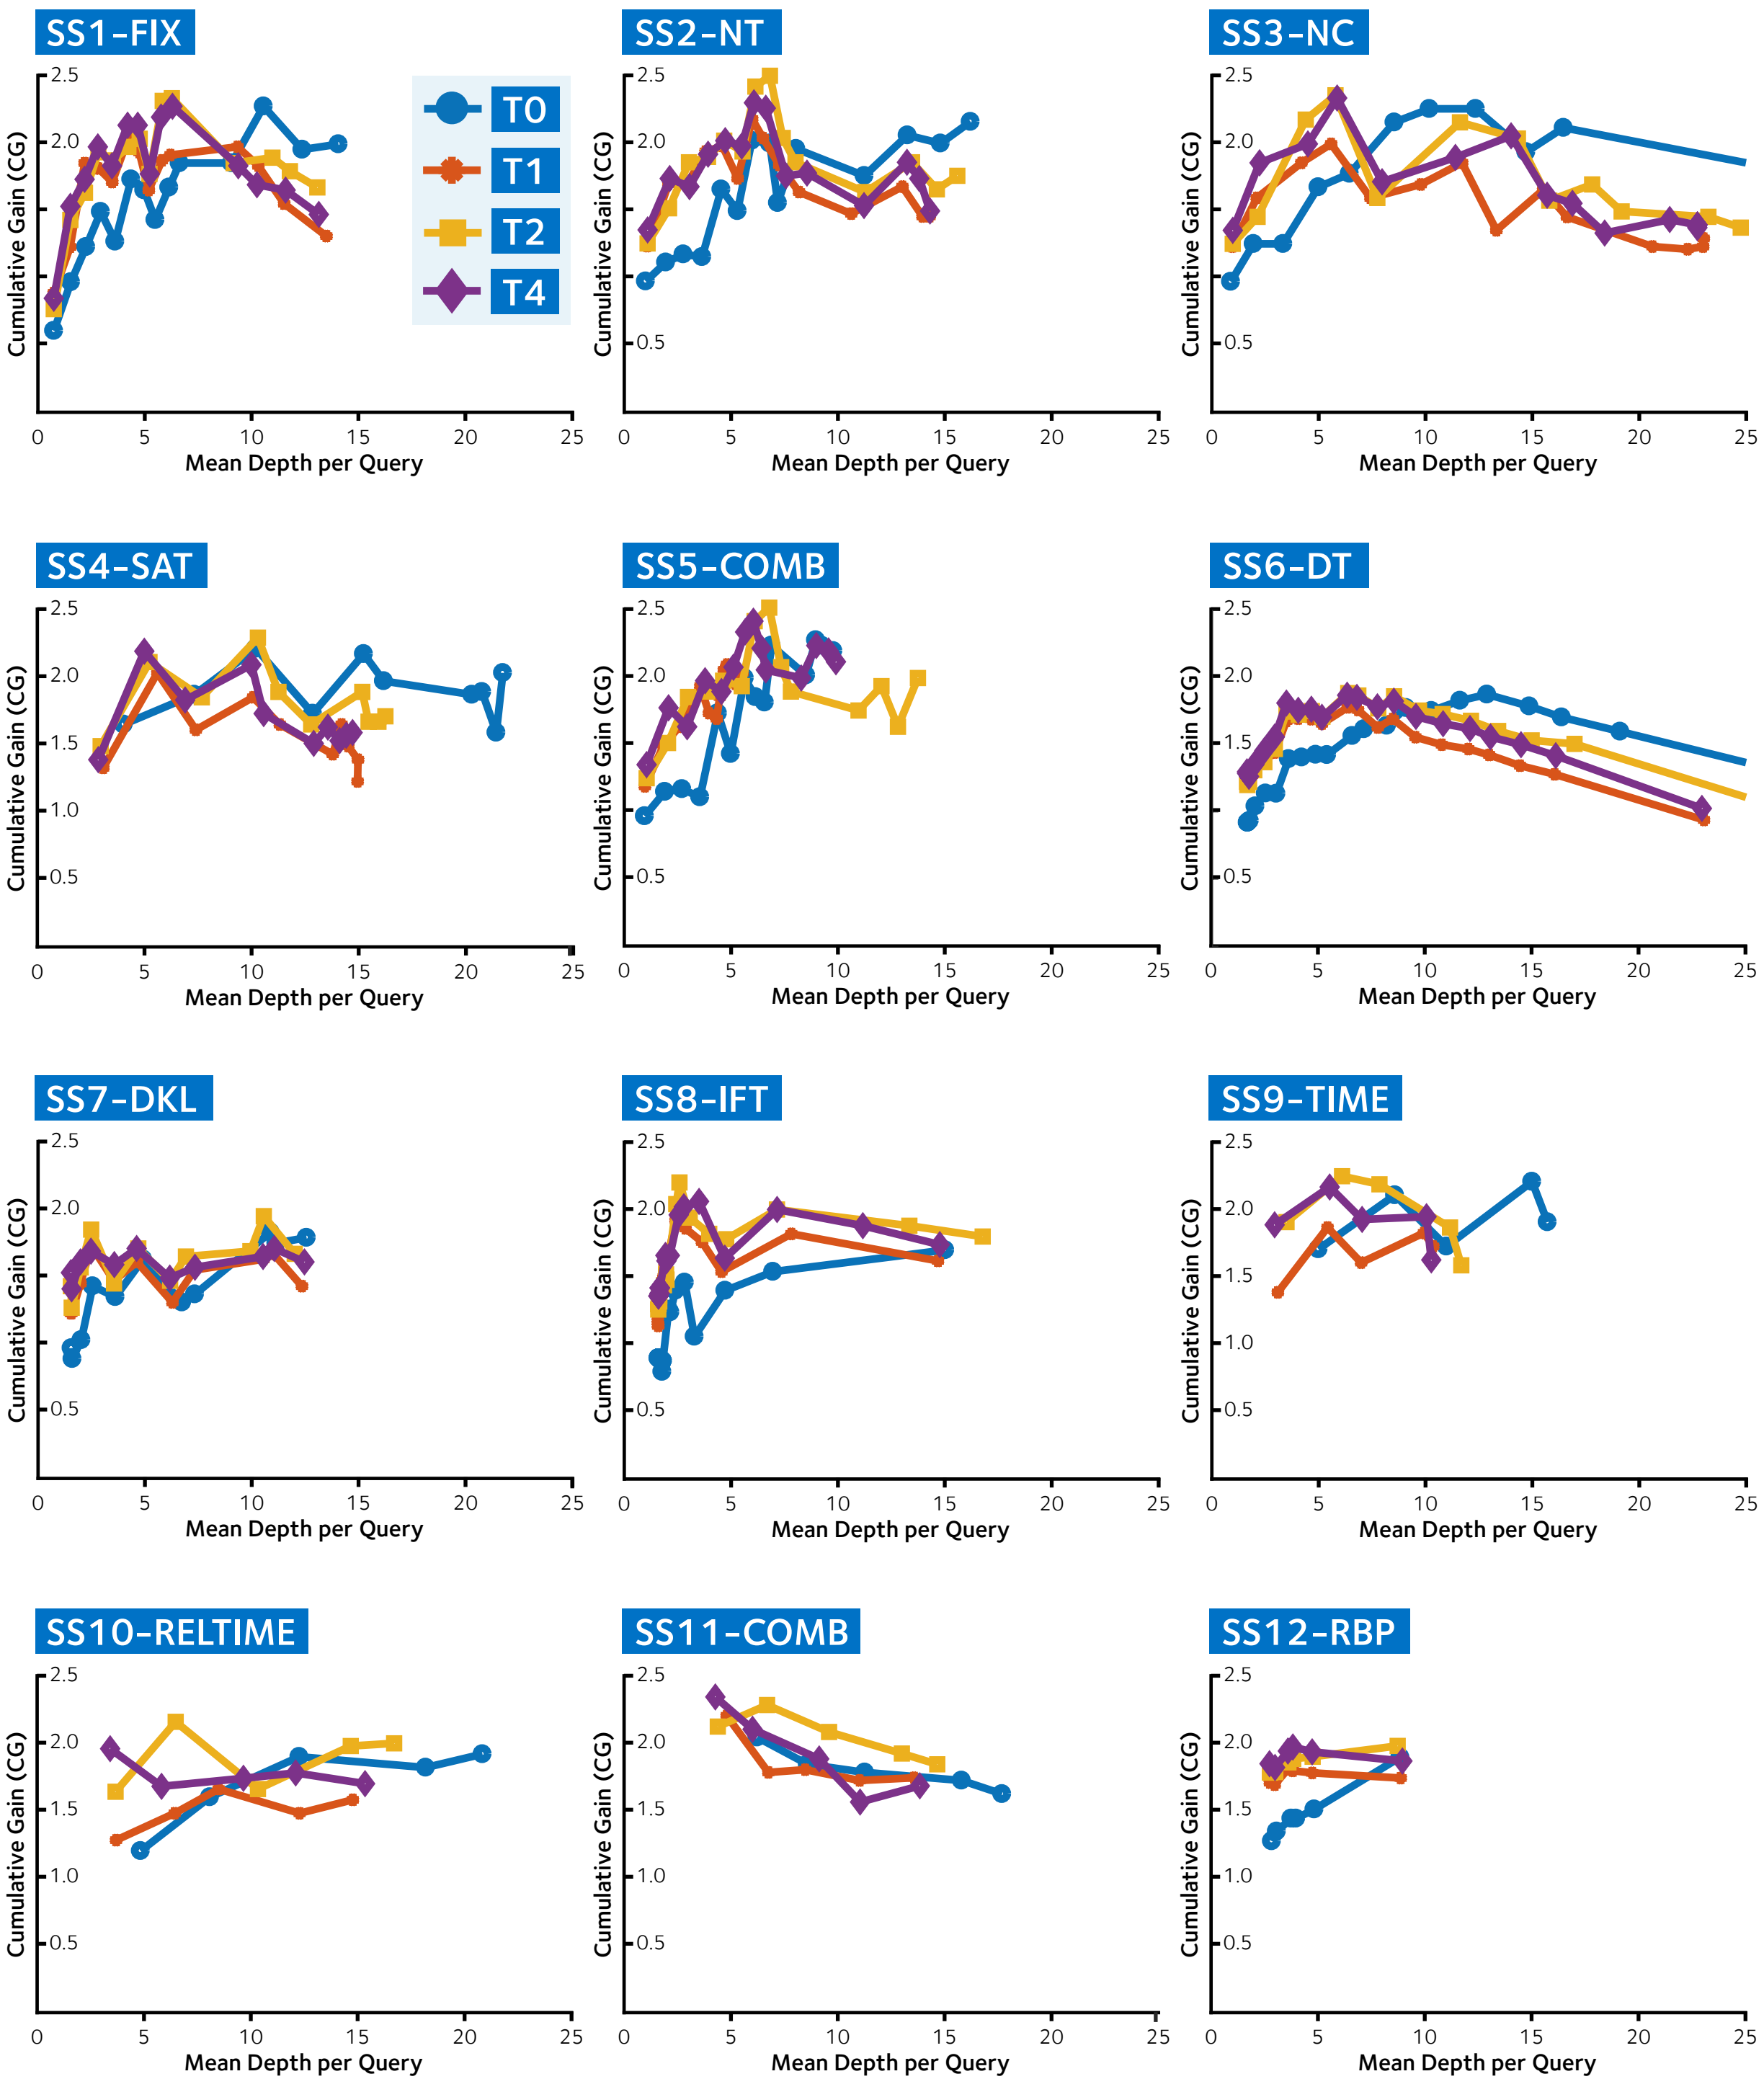 SS1-FIX
2.5
2.0
Cumulative Gain (CG)
0 5 10 15 20 25
Mean Depth per Query
T0
T1
T2
T4
SS2-NT
2.5
2.0
0.5
Cumulative Gain (CG)
0 5 10 15 20 25
Mean Depth per Query
SS3-NC
2.5
2.0
0.5
Cumulative Gain (CG)
0 5 10 15 20 25
Mean Depth per Query
SS4-SAT
2.5
2.0
1.5
1.0
0.5
Cumulative Gain (CG)
0 5 10 15 20 25
Mean Depth per Query
SS5-COMB
2.5
2.0
1.5
0.5
Cumulative Gain (CG)
0 5 10 15 20 25
Mean Depth per Query
SS6-DT
2.5
2.0
1.5
0.5
Cumulative Gain (CG)
0 5 10 15 20 25
Mean Depth per Query
SS7-DKL
2.5
2.0
0.5
Cumulative Gain (CG)
0 5 10 15 20 25
Mean Depth per Query
SS8-IFT
2.5
2.0
0.5
Cumulative Gain (CG)
0 5 10 15 20 25
Mean Depth per Query
SS9-TIME
2.5
2.0
1.5
1.0
0.5
Cumulative Gain (CG)
0 5 10 15 20 25
Mean Depth per Query
SS10-RELTIME
2.5
2.0
1.5
1.0
0.5
Cumulative Gain (CG)
0 5 10 15 20 25
Mean Depth per Query
SS11-COMB
2.5
2.0
1.5
1.0
0.5
Cumulative Gain (CG)
0 5 10 15 20 25
Mean Depth per Query
SS12-RBP
2.5
2.0
1.5
1.0
0.5
Cumulative Gain (CG)
0 5 10 15 20 25
Mean Depth per Query